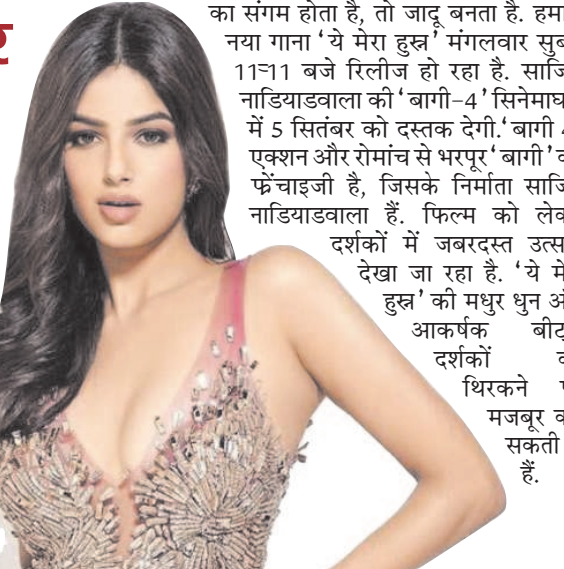 का संगम होता है, तो जादू बनता है. हमा
नया गाना ‘ये मेरा हुस्न’ मंगलवार सुब
11-11 बजे रिलीज हो रहा है. साजि
नाडियाडवाला की ‘बागी-4’ सिनेमाघ
में 5 सितंबर को दस्तक देगी.‘बागी 4
एक्शन और रोमांच से भरपूर ‘बागी’
फ्रेंचाइजी है, जिसके निर्माता साजि
नाडियाडवाला हैं. फिल्म को लेक
दर्शकों में जबरदस्त उत्स
देखा जा रहा है. ‘ये मे
हुस्न’ की मधुर धुन
आकर्षक बीट
दर्शकों
थिरकने
मजबूर
सकती
हैं.